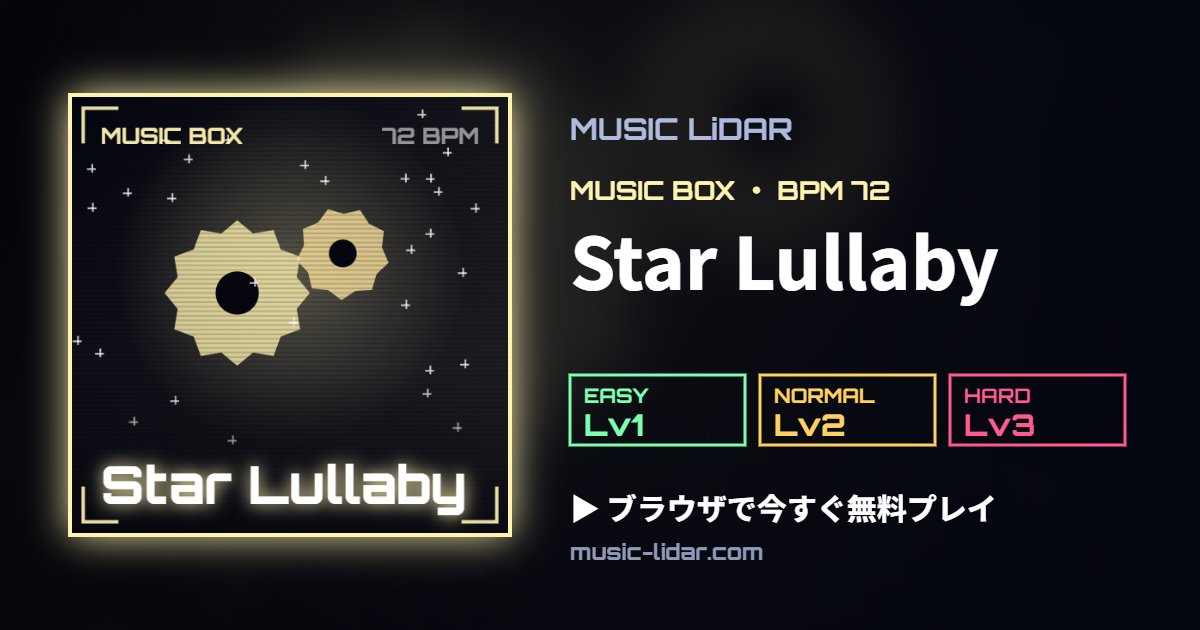 MUSIC BOX
72 BPM
Star Lullaby
MUSIC LiDAR
MUSIC BOX • BPM 72
Star Lullaby
EASY
Lv1
NORMAL
Lv2
HARD
Lv3
▶ ブラウザで今すぐ無料プレイ
music-lidar.com